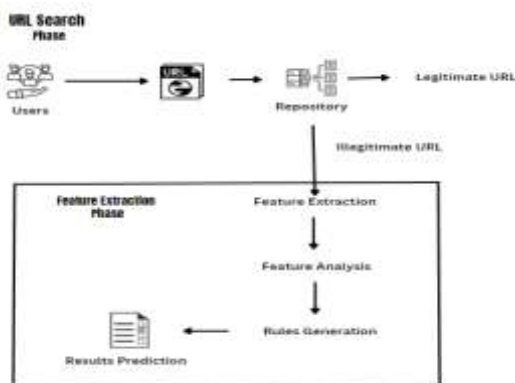 URL Search
Phase
URL
Legitimate URL
Users
Repository
Illegitimate URL
Feature Extraction
Phase
Feature Extraction
Feature Analysis
Rules Generation
Results Prediction